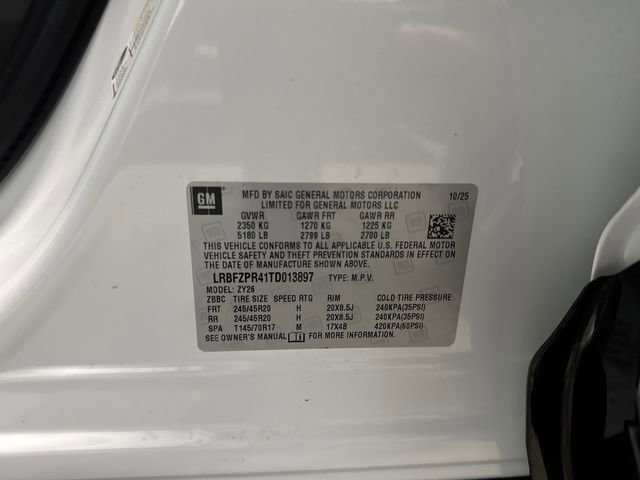 GM
MFD BY SAIC GENERAL MOTORS CORPORATION 10/25
LIMITED FOR GENERAL MOTORS LLC
GVWR GAWR FRT GAWR RR
2350 KG 1270 KG 1225 KG
5180 LB 2799 LB 2700 LB
THIS VEHICLE CONFORMS TO ALL APPLICABLE U.S. FEDERAL MOTOR
VEHICLE SAFETY AND THEFT PREVENTION STANDARDS IN EFFECT
ON THE DATE OF MANUFACTURE SHOWN ABOVE.
LRBFZPR41TD013897 TYPE: M.P.V.
MODEL: ZY26
ZBBC TIRE SIZE SPEED RTG RIM COLD TIRE PRESSURE
FRT 245/45R20 H 20X8.5J 240KPA(35PSI)
RR 245/45R20 H 20X8.5J 240KPA(35PSI)
SPA T145/70R17 M 17X4B 420KPA(60PSI)
SEE OWNER'S MANUAL FOR MORE INFORMATION